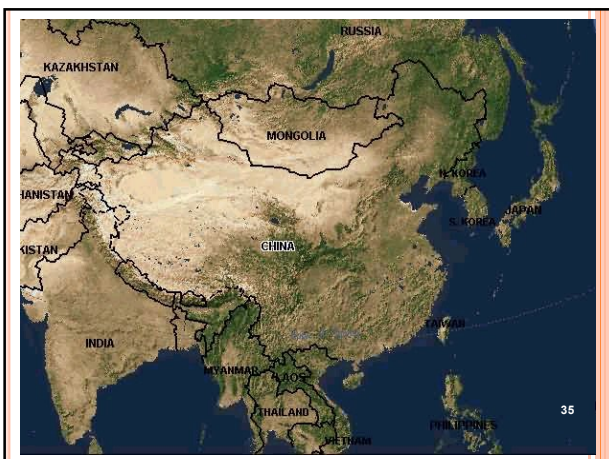 RUSSIA
KAZAKHSTAN
MONGOLIA
N. KOREA
HANISTAN
JAPAN
S. KOREA
KISTAN
CHINA
TAIWAN
INDIA
MYANMAR
LAOS
THAILAND
35
PHILIPPINES
VIETNAM